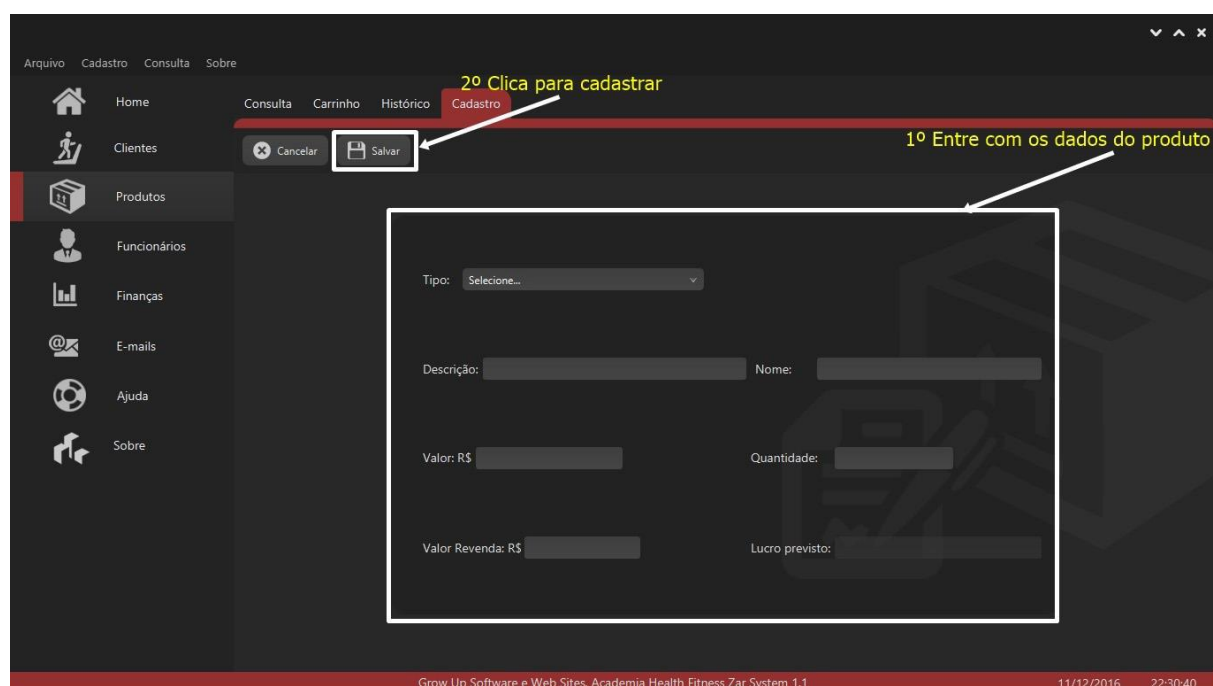 Arquivo Cadastro Consulta Sobre
2º Clica para cadastrar
Home
Consulta Carrinho Histórico Cadastro
1º Entre com os dados do produto
Clientes
Cancelar Salvar
Produtos
Funcionários
Tipo: Selecione...
Finanças
E-mails
Descrição: Nome:
Ajuda
Sobre
Valor: R$ Quantidade:
Valor Revenda: R$ Lucro previsto:
Grow Up Software e Web Sites, Academia Health Fitness Zar System 1.1 11/12/2016 22:30:40